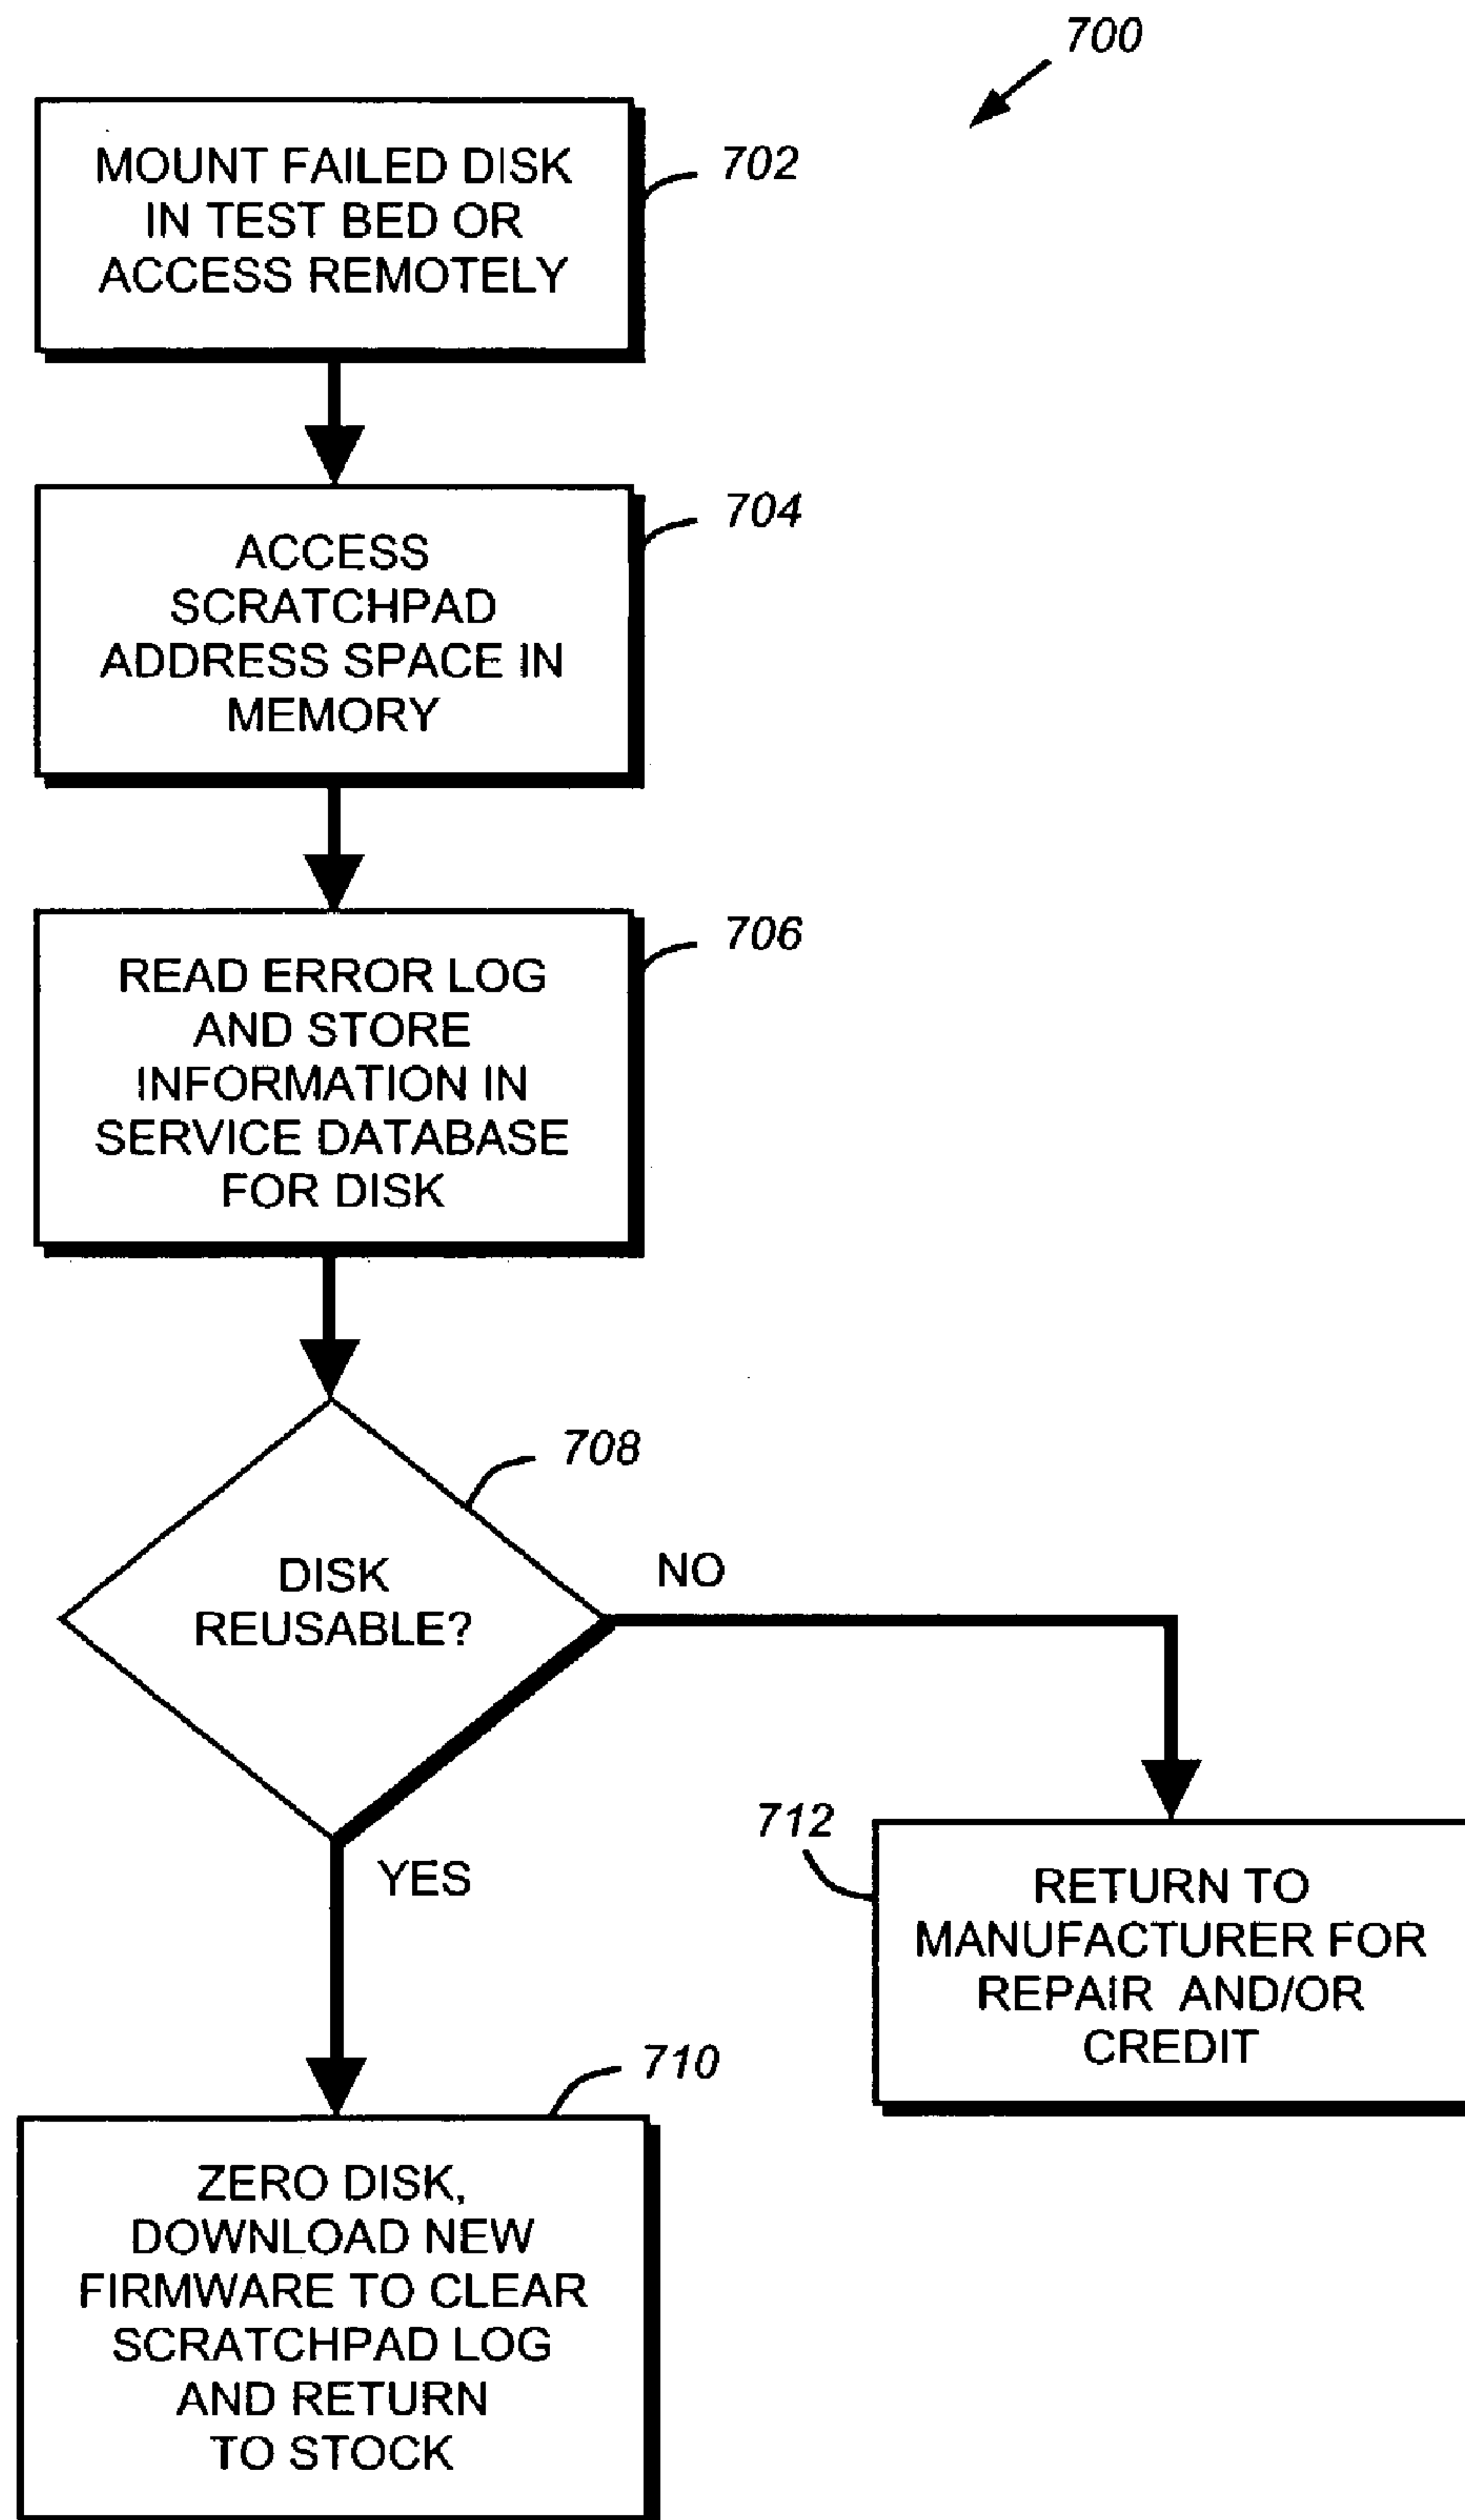 700
MOUNT FAILED DISK
IN TEST BED OR
ACCESS REMOTELY
702
ACCESS
SCRATCHPAD
ADDRESS SPACE IN
MEMORY
704
READ ERROR LOG
AND STORE
INFORMATION IN
SERVICE DATABASE
FOR DISK
706
DISK
REUSABLE?
708
NO
YES
712
RETURN TO
MANUFACTURER FOR
REPAIR AND/OR
CREDIT
710
ZERO DISK,
DOWNLOAD NEW
FIRMWARE TO CLEAR
SCRATCHPAD LOG
AND RETURN
TO STOCK